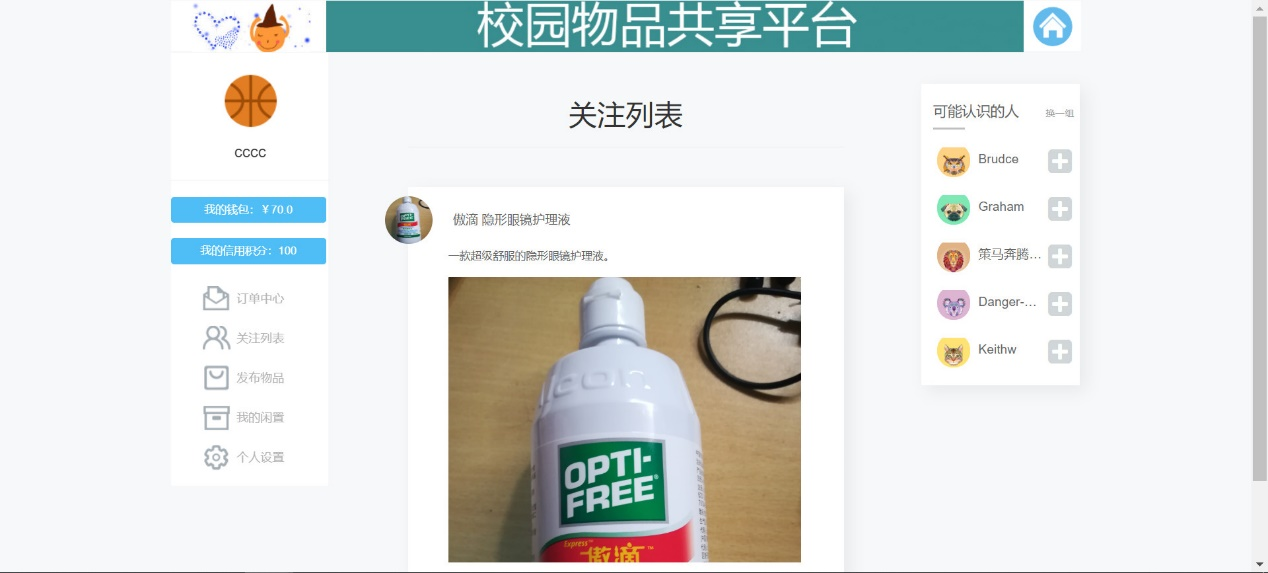 校园物品共享平台
cccc
我的钱包：￥70.0
我的信用积分：100
订单中心
关注列表
发布物品
我的闲置
个人设置
关注列表
傲滴 隐形眼镜护理液
一款超级舒服的隐形眼镜护理液。
Alcon
OPTI-
FREE®
Express™
傲滴™
可能认识的人
换一组
Brudce
Graham
策马奔腾...
Danger-...
Keithw